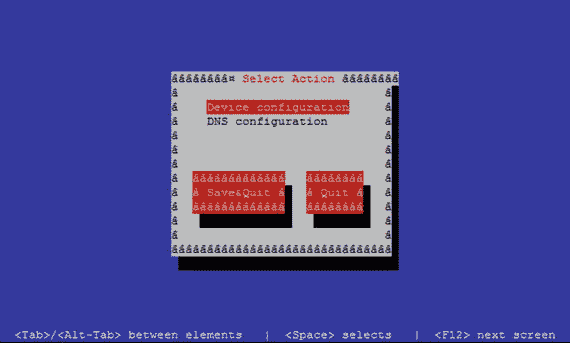 Select Action
Device configuration
DNS configuration
Save&Quit
Quit
<Tab>/<Alt-Tab> between elements | <Space> selects | <F12> next screen